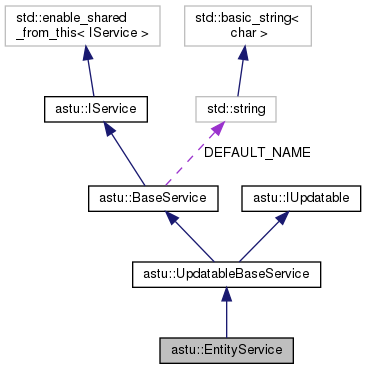 std::enable_shared
_from_this< IService >
std::basic_string<
char >
astu::IService
std::string
DEFAULT_NAME
astu::BaseService
astu::IUpdatable
astu::UpdatableBaseService
astu::EntityService